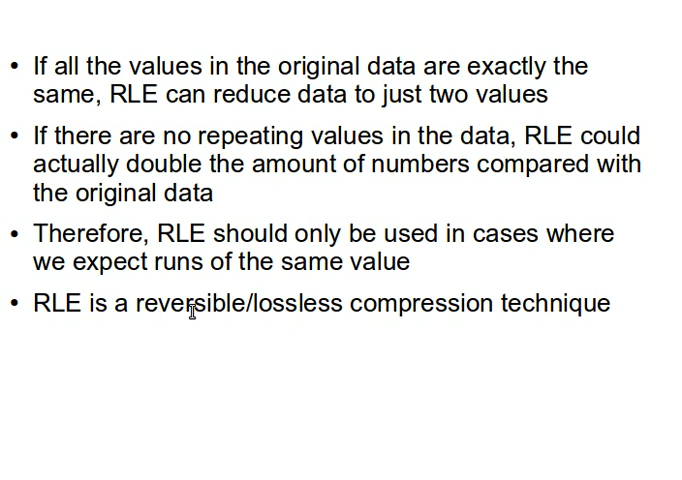 • If all the values in the original data are exactly the
same, RLE can reduce data to just two values
• If there are no repeating values in the data, RLE could
actually double the amount of numbers compared with
the original data
• Therefore, RLE should only be used in cases where
we expect runs of the same value
• RLE is a reversible/lossless compression technique